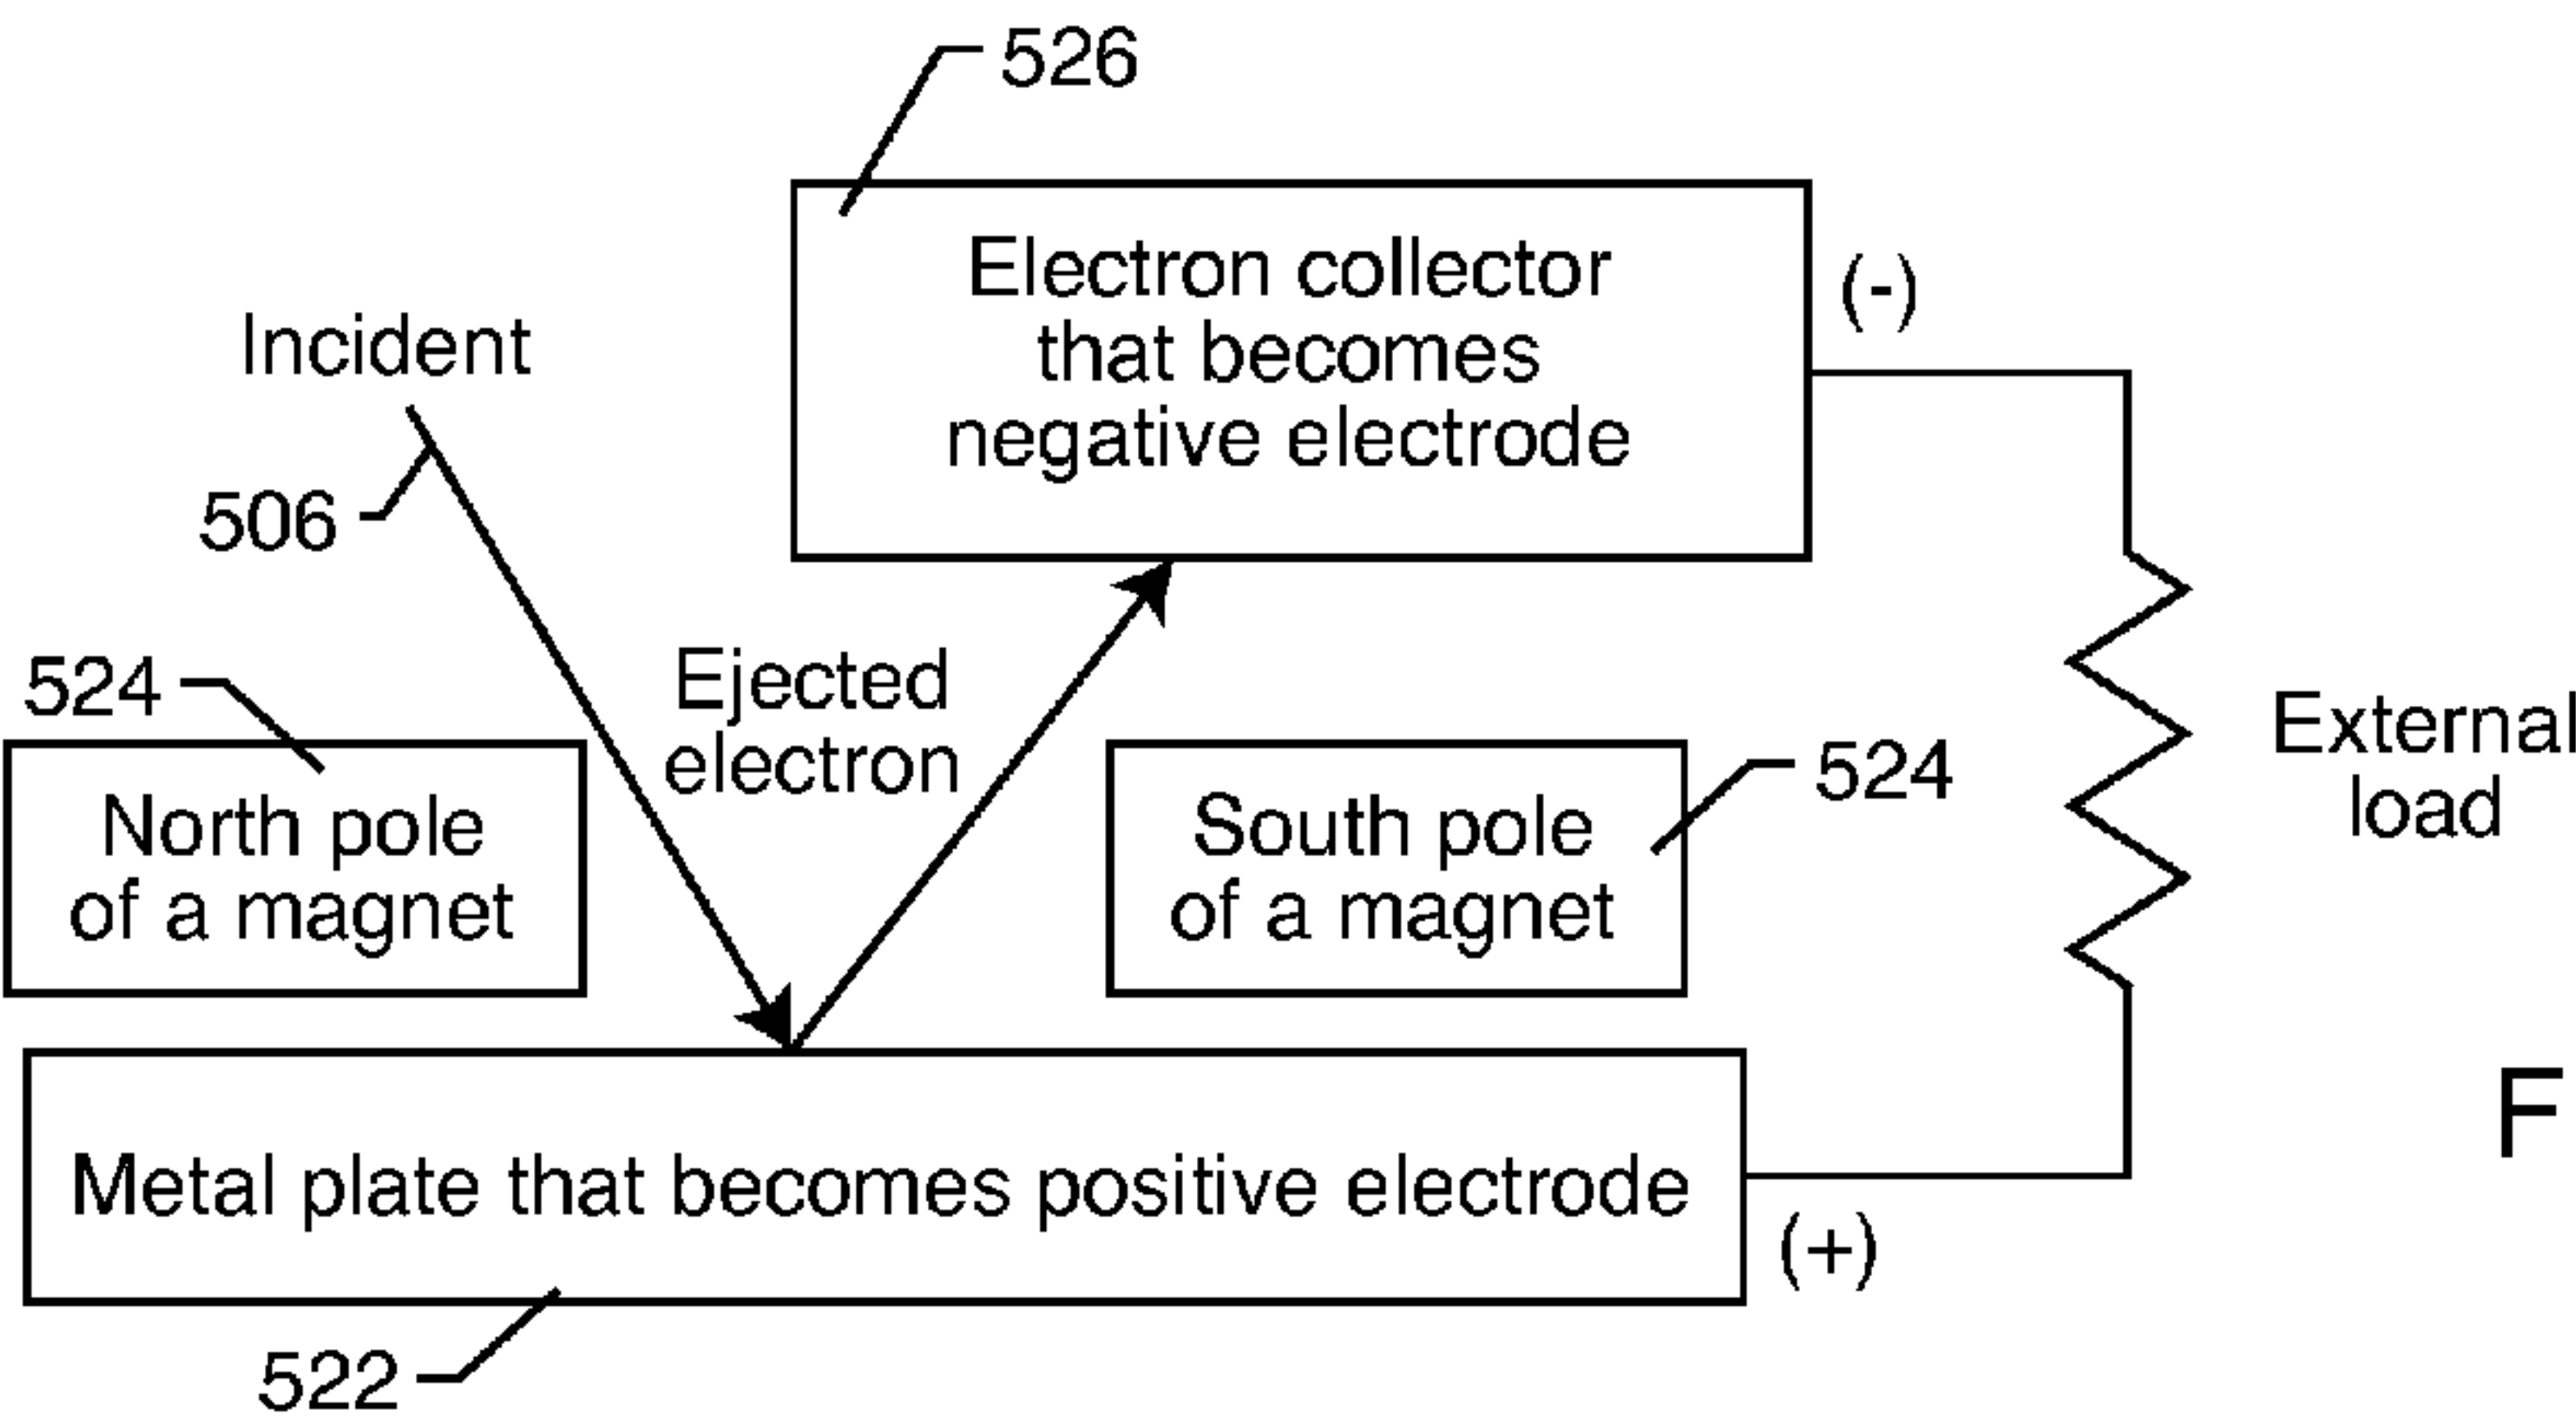 526
Electron collector
that becomes
negative electrode
(-)
Incident
506
524
Ejected
electron
North pole
of a magnet
South pole
of a magnet
524
External
load
F
Metal plate that becomes positive electrode
(+)
522